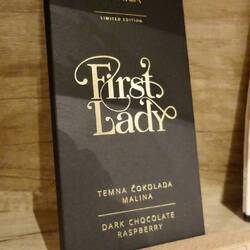 LIMITED EDITION
First
Lady
TEMNA ČOKOLADA
MALINA
DARK CHOCOLATE
RASPBERRY